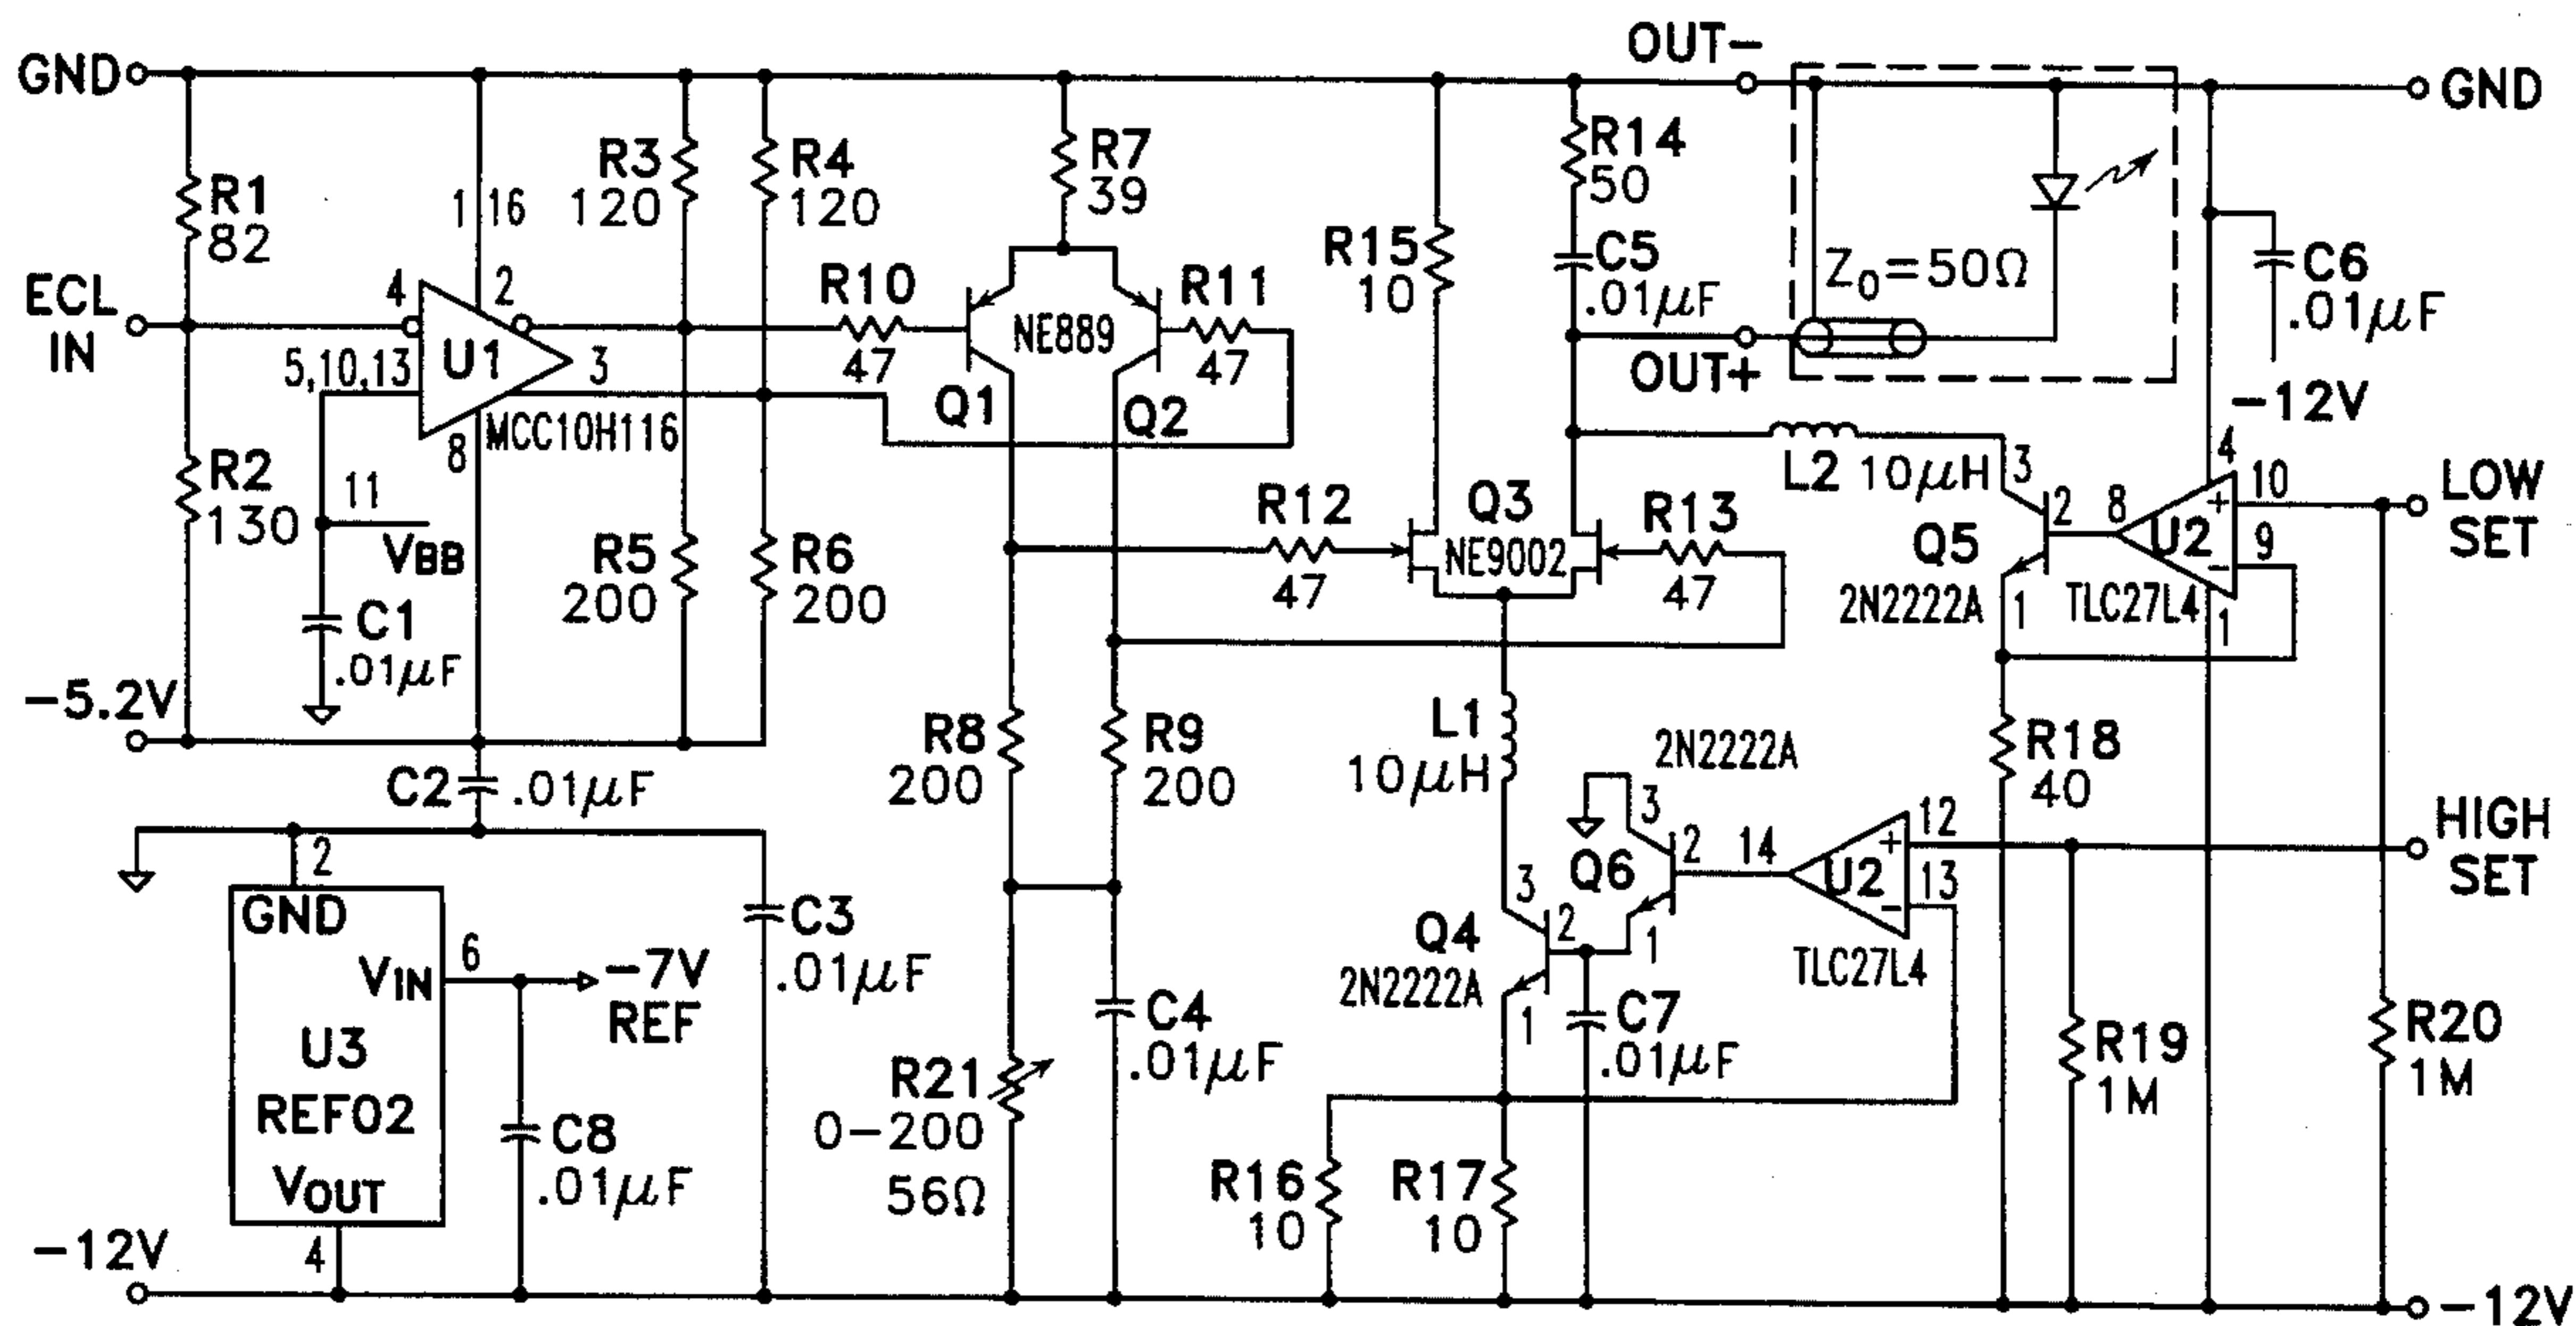 OUT-
GND
GND
R1
82
1
16
R3
120
R4
120
R7
39
R14
50
R15
10
C5
.01μF
Z0=50Ω
C6
.01μF
-12V
ECL
IN
4
2
5,10,13
U1
3
MCC10H116
8
R10
47
NE889
R11
47
Q1
Q2
OUT+
R2
130
11
VBB
C1
.01μF
R5
200
R6
200
R12
47
Q3
NE9002
R13
47
L2 10μH
3
2
8
4
10
9
+
-
U2
Q5
2N2222A
TLC27L4
1
1
LOW
SET
-5.2V
C2
.01μF
R8
200
R9
200
L1
10μH
2N2222A
R18
40
3
2
Q6
14
12
13
+
-
U2
TLC27L4
1
HIGH
SET
2
GND
VIN
6
-7V
REF
U3
REF02
VOUT
4
C8
.01μF
C3
.01μF
3
2
Q4
2N2222A
1
C4
.01μF
C7
.01μF
R21
0-200
56Ω
R16
10
R17
10
R19
1M
R20
1M
-12V
-12V